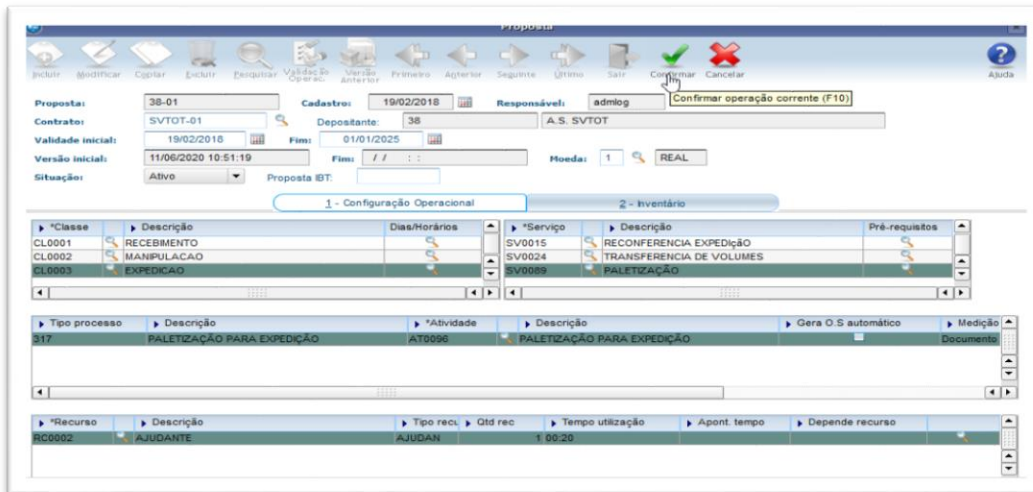 Proposta
Incluir Modificar Copiar Excluir Pesquisar Validação Operac. Versão Anterior Primeiro Anterior Seguinte Último Sair Confirmar Cancelar Ajuda
Confirmar operação corrente (F10)
Proposta: 38-01 Cadastro: 19/02/2018 Responsável: admlog
Contrato: SVTOT-01 Depositante: 38 A.S. SVTOT
Validade inicial: 19/02/2018 Fim: 01/01/2025
Versão inicial: 11/06/2020 10:51:19 Fim: / / : : Moeda: 1 REAL
Situação: Ativo Proposta IBT:
1 - Configuração Operacional 2 - Inventário
*Classe Descrição Dias/Horários *Serviço Descrição Pré-requisitos
CL0001 RECEBIMENTO SV0015 RECONFERENCIA EXPEDIçãO
CL0002 MANIPULACAO SV0024 TRANSFERENCIA DE VOLUMES
CL0003 EXPEDICAO SV0089 PALETIZAÇÃO
Tipo processo Descrição *Atividade Descrição Gera O.S automático Medição
317 PALETIZAÇÃO PARA EXPEDIÇÃO AT0096 PALETIZAÇÃO PARA EXPEDIÇÃO Documento
*Recurso Descrição Tipo recu Qtd rec Tempo utilização Apont. tempo Depende recurso
RC0002 AJUDANTE AJUDAN 1 00:20